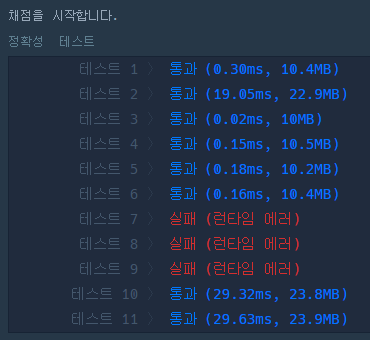 채점을 시작합니다.
정확성 테스트
테스트 1 〉 통과 (0.30ms, 10.4MB)
테스트 2 〉 통과 (19.05ms, 22.9MB)
테스트 3 〉 통과 (0.02ms, 10MB)
테스트 4 〉 통과 (0.15ms, 10.5MB)
테스트 5 〉 통과 (0.18ms, 10.2MB)
테스트 6 〉 통과 (0.16ms, 10.4MB)
테스트 7 〉 실패 (런타임 에러)
테스트 8 〉 실패 (런타임 에러)
테스트 9 〉 실패 (런타임 에러)
테스트 10 〉 통과 (29.32ms, 23.8MB)
테스트 11 〉 통과 (29.63ms, 23.9MB)